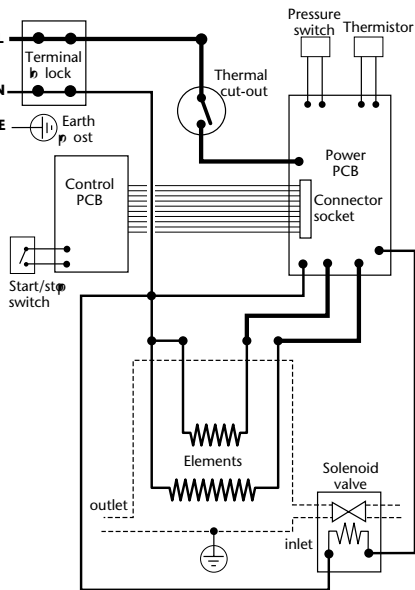 Pressure
switch
Thermistor
L
Terminal
block
Thermal
cut-out
N
E
Earth
post
Power
PCB
Control
PCB
Connector
socket
Start/stop
switch
Elements
Solenoid
valve
outlet
inlet